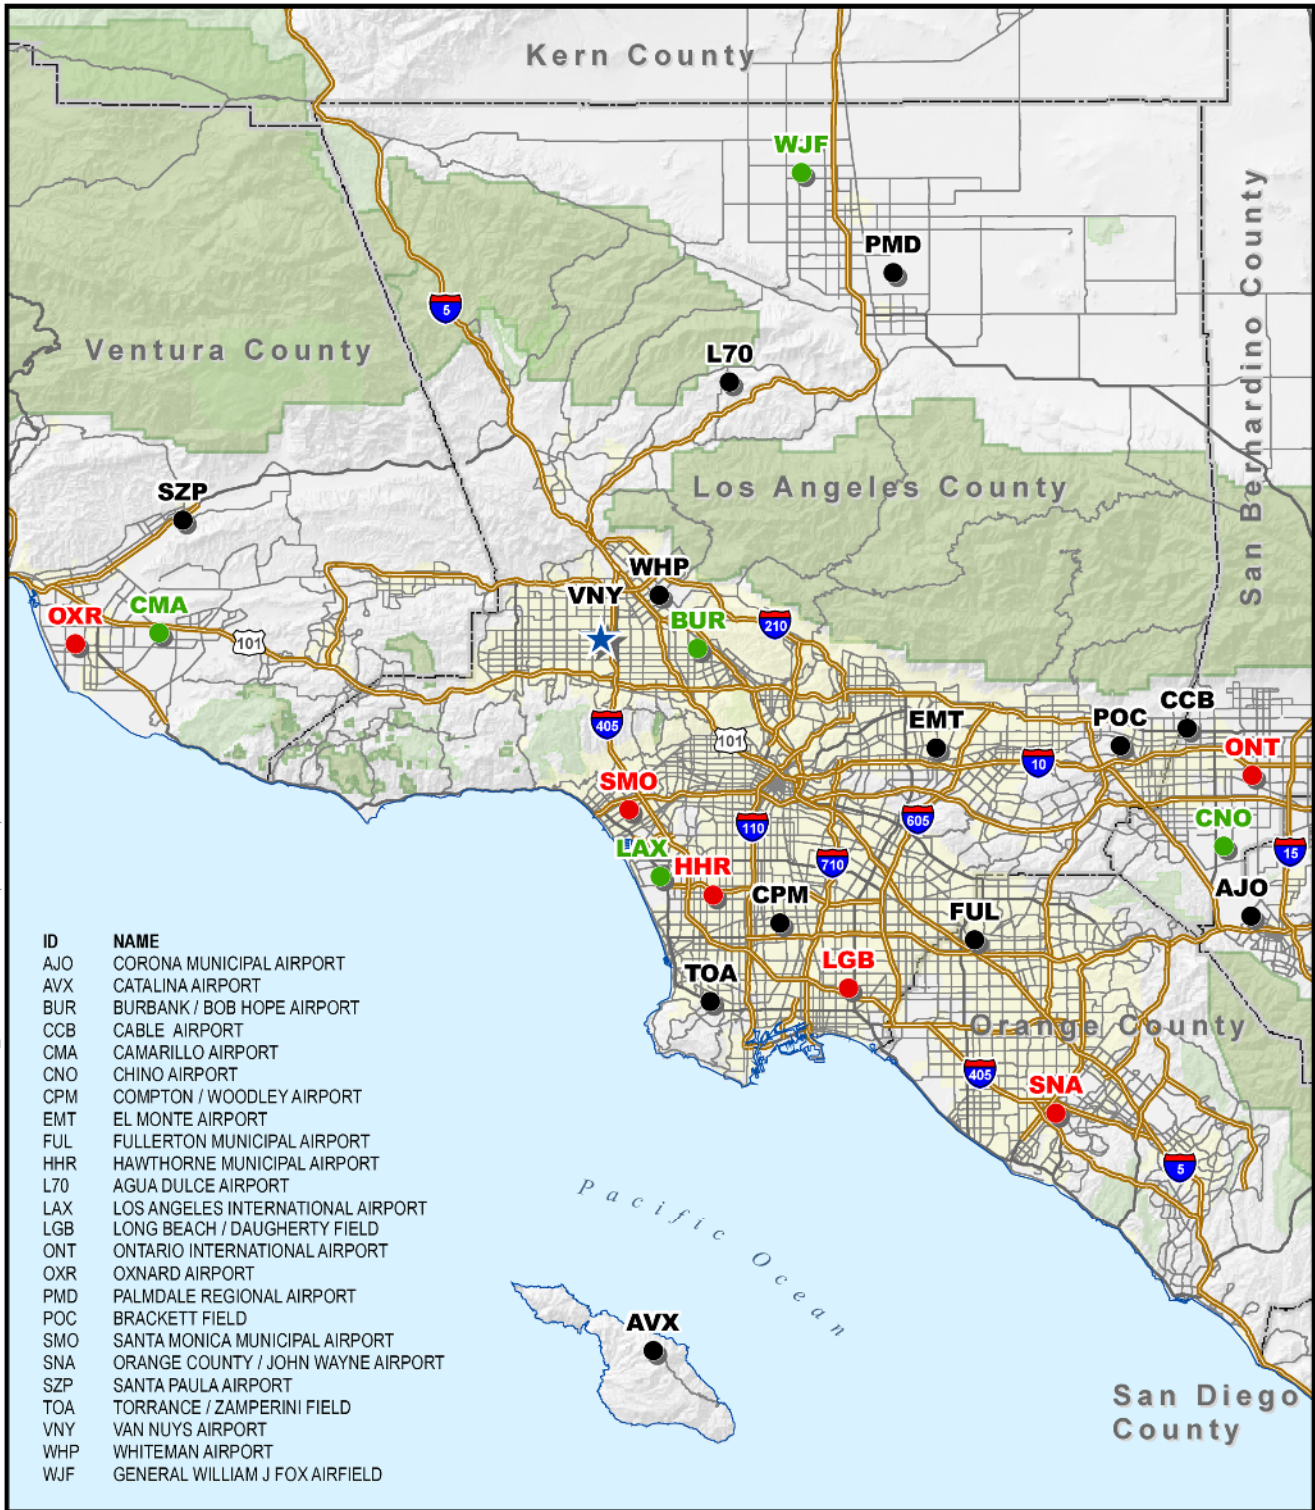 Kern County
WJF
San Bernardino County
PMD
5
Ventura County
L70
Los Angeles County
SZP
WHP
VNY
CMA
BUR
OXR
210
101
CCB
405
EMT
POC
101
ONT
10
SMO
CNO
605
110
LAX
15
HHR
710
AJO
CPM
FUL
LGB
TOA
Orange County
405
SNA
5
Pacific Ocean
AVX
San Diego
County
ID NAME
AJO CORONA MUNICIPAL AIRPORT
AVX CATALINA AIRPORT
BUR BURBANK / BOB HOPE AIRPORT
CCB CABLE AIRPORT
CMA CAMARILLO AIRPORT
CNO CHINO AIRPORT
CPM COMPTON / WOODLEY AIRPORT
EMT EL MONTE AIRPORT
FUL FULLERTON MUNICIPAL AIRPORT
HHR HAWTHORNE MUNICIPAL AIRPORT
L70 AGUA DULCE AIRPORT
LAX LOS ANGELES INTERNATIONAL AIRPORT
LGB LONG BEACH / DAUGHERTY FIELD
ONT ONTARIO INTERNATIONAL AIRPORT
OXR OXNARD AIRPORT
PMD PALMDALE REGIONAL AIRPORT
POC BRACKETT FIELD
SMO SANTA MONICA MUNICIPAL AIRPORT
SNA ORANGE COUNTY / JOHN WAYNE AIRPORT
SZP SANTA PAULA AIRPORT
TOA TORRANCE / ZAMPERINI FIELD
VNY VAN NUYS AIRPORT
WHP WHITEMAN AIRPORT
WJF GENERAL WILLIAM J FOX AIRFIELD